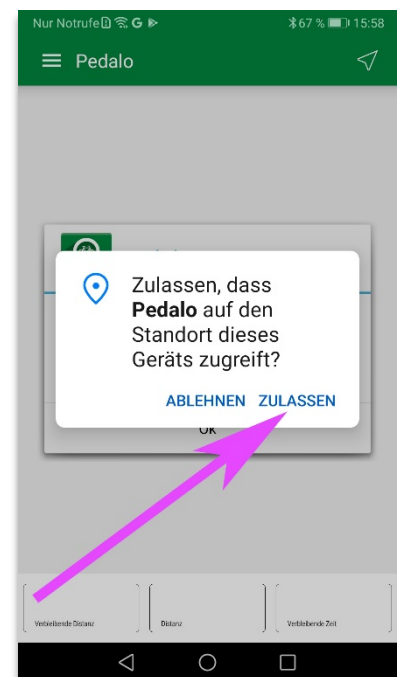 Nur Notrufe G 67 % 15:58
Pedalo
Zulassen, dass
Pedalo auf den
Standort dieses
Geräts zugreift?
ABLEHNEN ZULASSEN
OK
Verbleibende Distanz Distanz Verbleibende Zeit